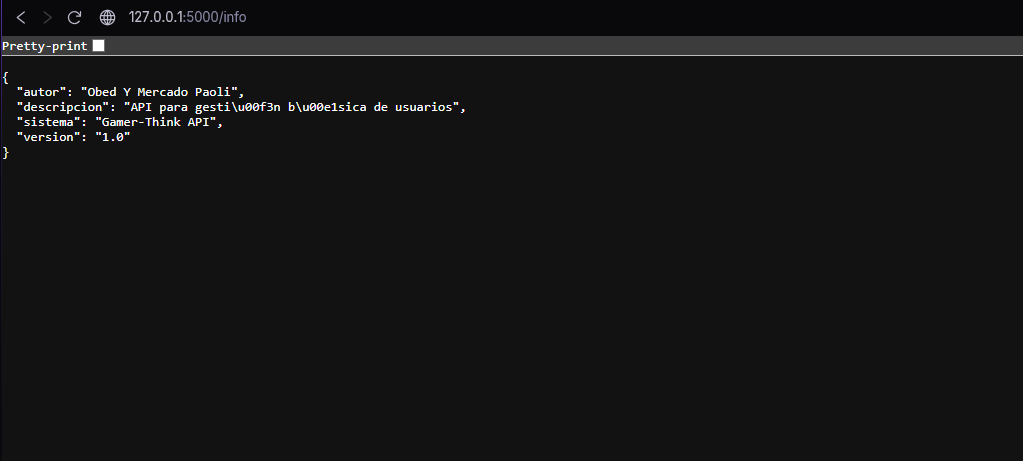 127.0.0.1:5000/info
Pretty-print
{
"autor": "Obed Y Mercado Paoli",
"descripcion": "API para gesti\u00f3n b\u00e1sica de usuarios",
"sistema": "Gamer-Think API",
"version": "1.0"
}